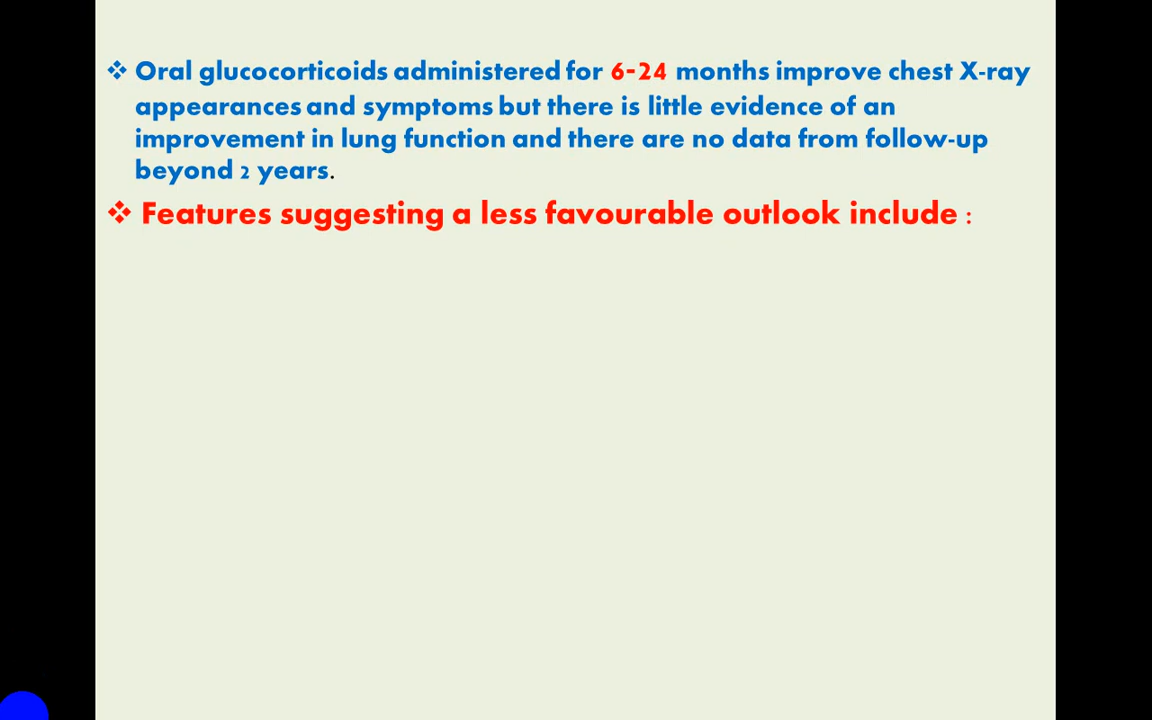 ❖ Oral glucocorticoids administered for 6-24 months improve chest X-ray
appearances and symptoms but there is little evidence of an
improvement in lung function and there are no data from follow-up
beyond 2 years.
❖ Features suggesting a less favourable outlook include :